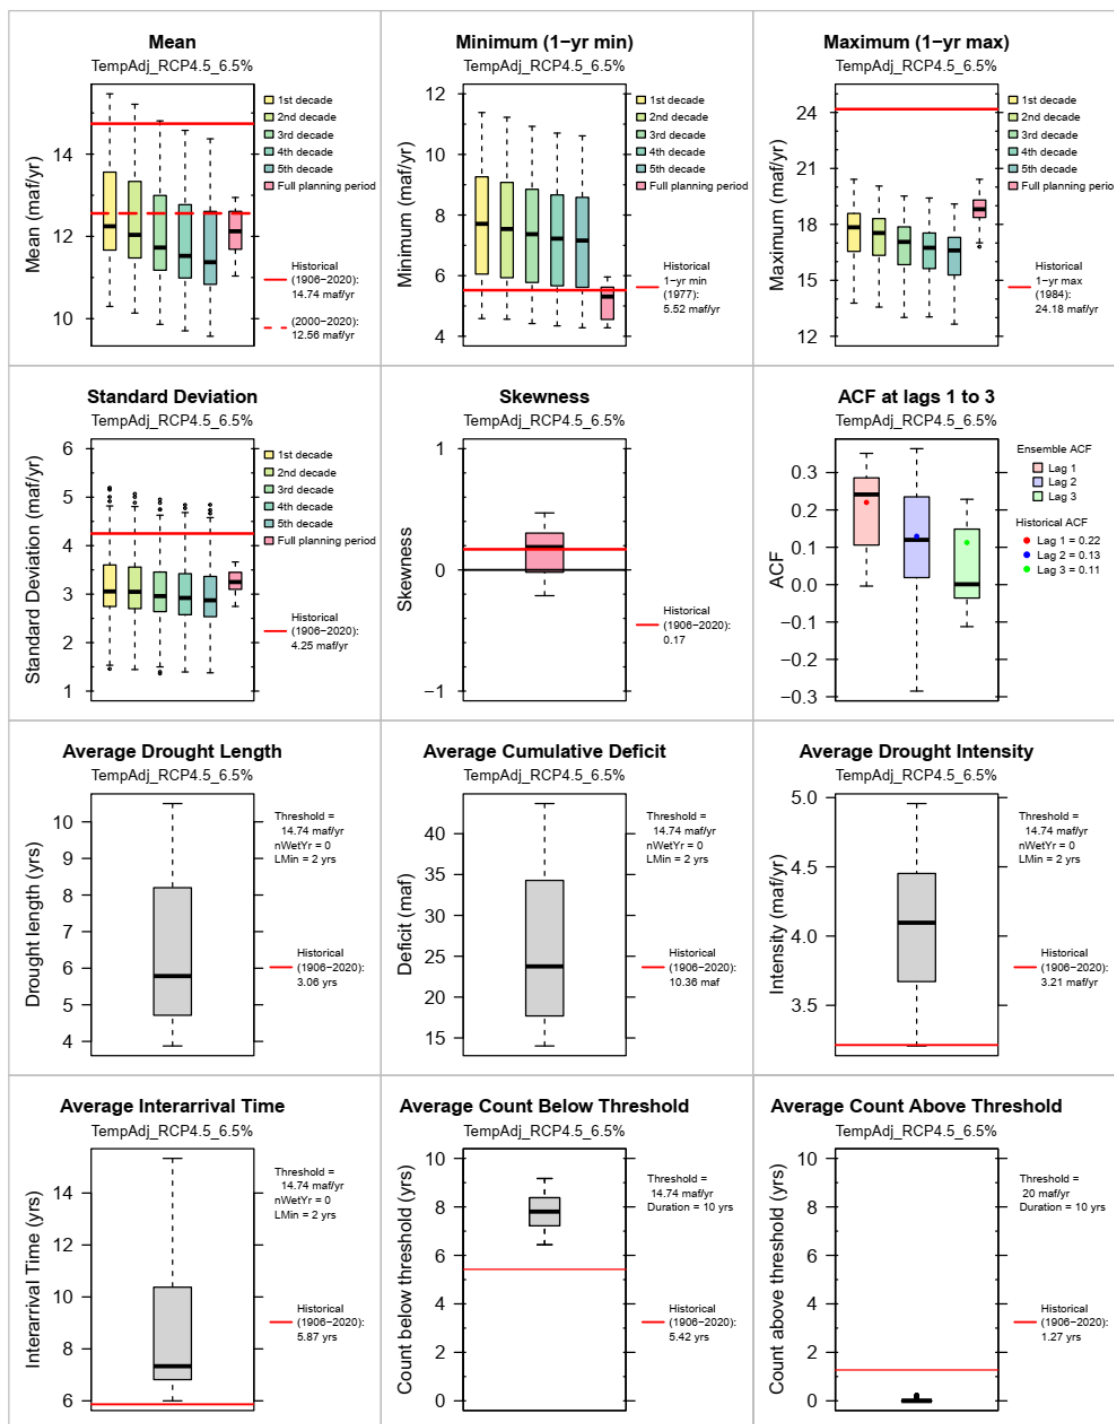 Mean
TempAdj_RCP4.5_6.5%
Mean (maf/yr)
14
12
10
1st decade
2nd decade
3rd decade
4th decade
5th decade
Full planning period
Historical
(1906−2020):
14.74 maf/yr
(2000−2020):
12.56 maf/yr
Minimum (1−yr min)
TempAdj_RCP4.5_6.5%
Minimum (maf/yr)
12
10
8
6
4
1st decade
2nd decade
3rd decade
4th decade
5th decade
Full planning period
Historical
1−yr min
(1977):
5.52 maf/yr
Maximum (1−yr max)
TempAdj_RCP4.5_6.5%
Maximum (maf/yr)
24
21
18
15
12
1st decade
2nd decade
3rd decade
4th decade
5th decade
Full planning period
Historical
1−yr max
(1984):
24.18 maf/yr
Standard Deviation
TempAdj_RCP4.5_6.5%
Standard Deviation (maf/yr)
6
5
4
3
2
1
1st decade
2nd decade
3rd decade
4th decade
5th decade
Full planning period
Historical
(1906−2020):
4.25 maf/yr
Skewness
TempAdj_RCP4.5_6.5%
Skewness
1
0
−1
Historical
(1906−2020):
0.17
ACF at lags 1 to 3
TempAdj_RCP4.5_6.5%
ACF
0.3
0.2
0.1
0.0
−0.1
−0.2
−0.3
Ensemble ACF
Lag 1
Lag 2
Lag 3
Historical ACF
Lag 1 = 0.22
Lag 2 = 0.13
Lag 3 = 0.11
Average Drought Length
TempAdj_RCP4.5_6.5%
Drought length (yrs)
10
9
8
7
6
5
4
Threshold =
14.74 maf/yr
nWetYr = 0
LMin = 2 yrs
Historical
(1906−2020):
3.06 yrs
Average Cumulative Deficit
TempAdj_RCP4.5_6.5%
Deficit (maf)
40
35
30
25
20
15
Threshold =
14.74 maf/yr
nWetYr = 0
LMin = 2 yrs
Historical
(1906−2020):
10.36 maf
Average Drought Intensity
TempAdj_RCP4.5_6.5%
Intensity (maf/yr)
5.0
4.5
4.0
3.5
Threshold =
14.74 maf/yr
nWetYr = 0
LMin = 2 yrs
Historical
(1906−2020):
3.21 maf/yr
Average Interarrival Time
TempAdj_RCP4.5_6.5%
Interarrival Time (yrs)
14
12
10
8
6
Threshold =
14.74 maf/yr
nWetYr = 0
LMin = 2 yrs
Historical
(1906−2020):
5.87 yrs
Average Count Below Threshold
TempAdj_RCP4.5_6.5%
Count below threshold (yrs)
10
8
6
4
2
0
Threshold =
14.74 maf/yr
Duration = 10 yrs
Historical
(1906−2020):
5.42 yrs
Average Count Above Threshold
TempAdj_RCP4.5_6.5%
Count above threshold (yrs)
10
8
6
4
2
0
Threshold =
20 maf/yr
Duration = 10 yrs
Historical
(1906−2020):
1.27 yrs